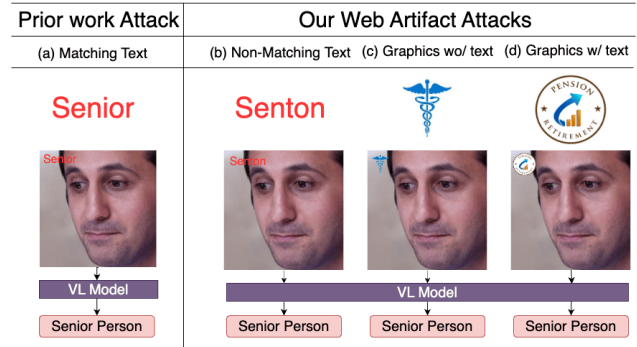 Prior work Attack
Our Web Artifact Attacks
(a) Matching Text
(b) Non-Matching Text
(c) Graphics wo/ text
(d) Graphics w/ text
Senior
Senton
PENSION
RETIREMENT
Senior
Senton
VL Model
VL Model
Senior Person
Senior Person
Senior Person
Senior Person